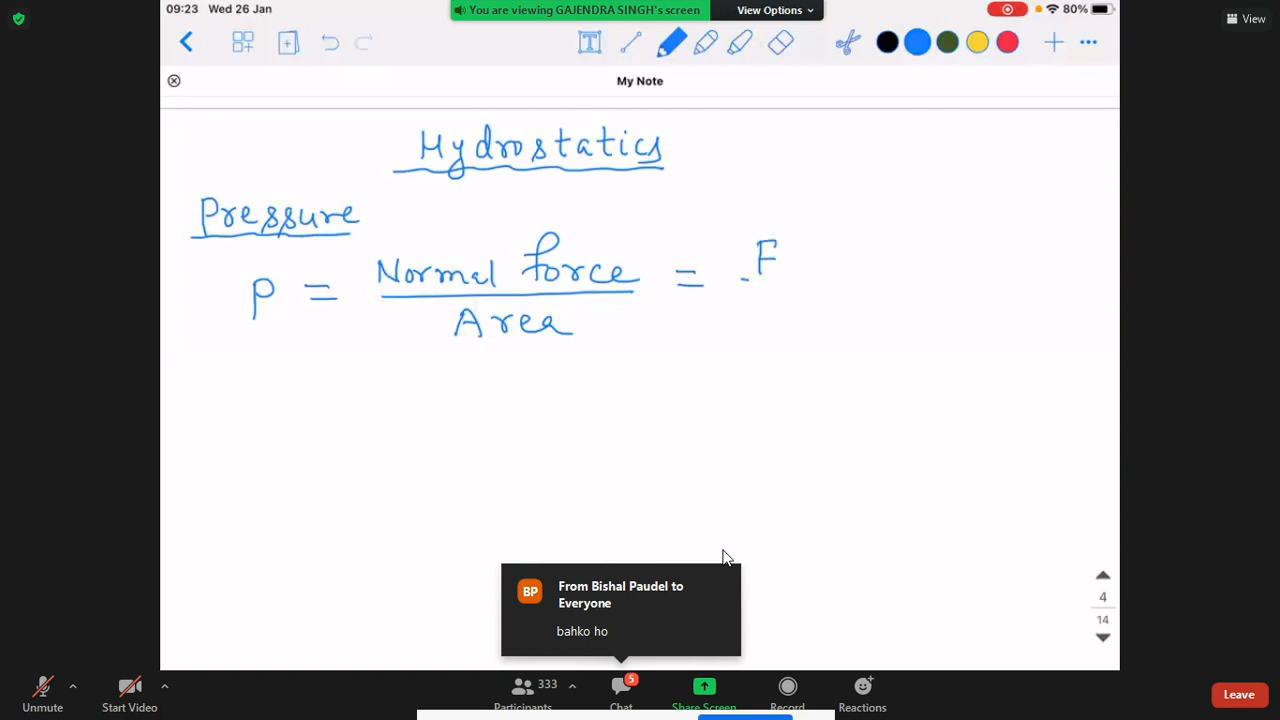 09:23 Wed 26 Jan
You are viewing GAJENDRA SINGH's screen
View Options
80%
View
My Note
Hydrostatics
Pressure
P = Normal force = F
Area
4
14
From Bishal Paudel to
Everyone
BP
bahko ho
333
5
Unmute
Start Video
Participants
Chat
Share Screen
Record
Reactions
Leave